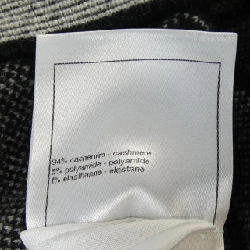 94% cachemire - cashmere
5% polyamide - polyamide
1% elasthanne - elastane